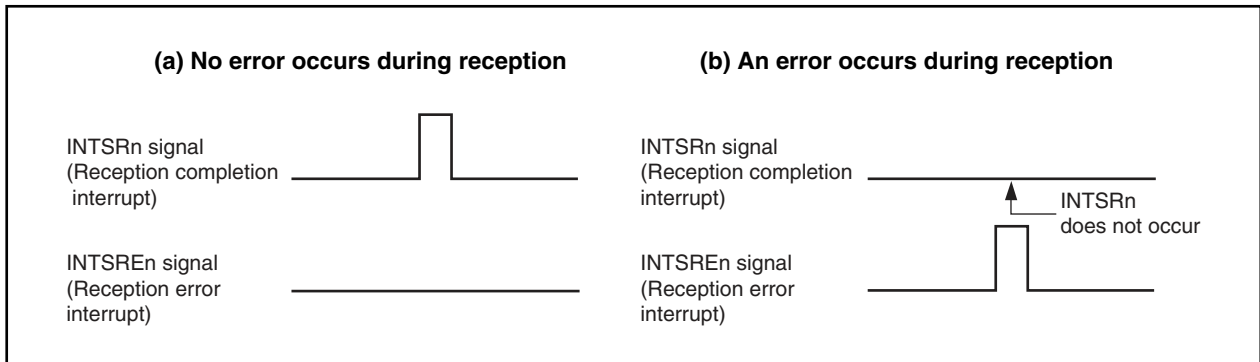 (a) No error occurs during reception
INTSRn signal
(Reception completion
interrupt)
INTSREn signal
(Reception error
interrupt)
(b) An error occurs during reception
INTSRn signal
(Reception completion
interrupt)
INTSRn
does not occur
INTSREn signal
(Reception error
interrupt)